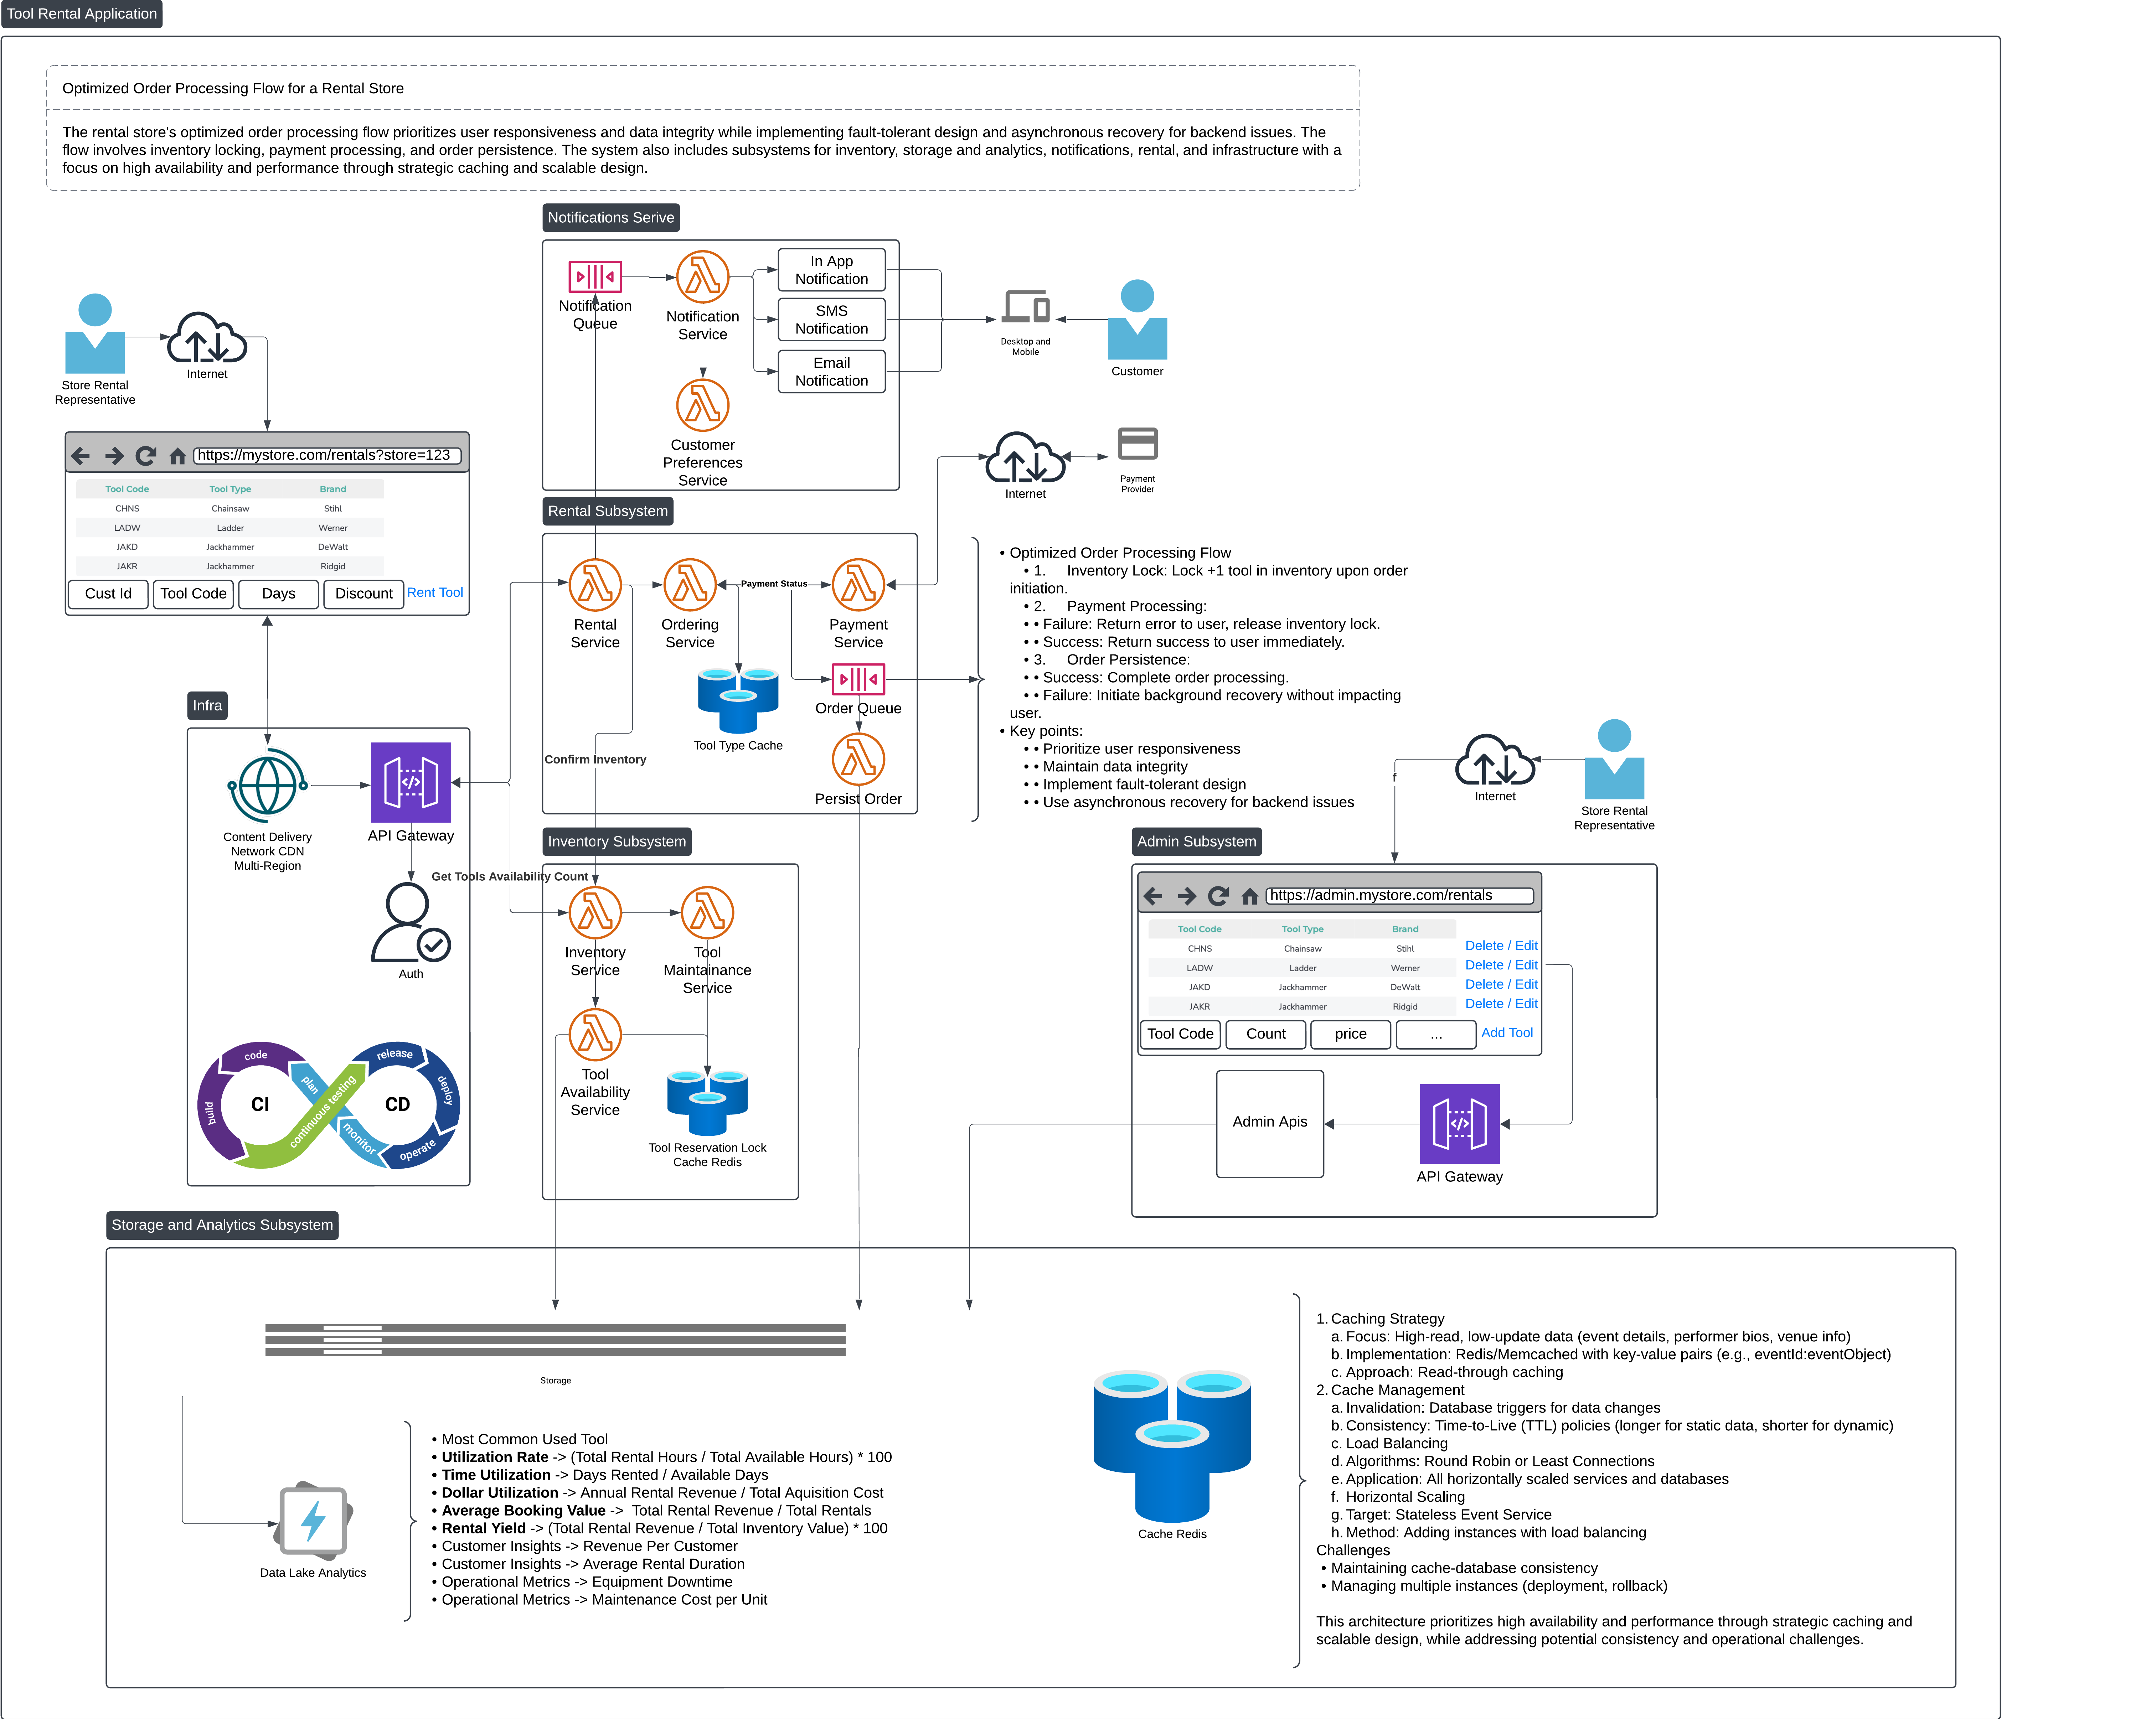 Tool Rental Application
Optimized Order Processing Flow for a Rental Store
The rental store's optimized order processing flow prioritizes user responsiveness and data integrity while implementing fault-tolerant design and asynchronous recovery for backend issues. The
flow involves inventory locking, payment processing, and order persistence. The system also includes subsystems for inventory, storage and analytics, notifications, rental, and infrastructure with a
focus on high availability and performance through strategic caching and scalable design.
Notifications Serive
Notification
Queue
Notification
Service
In App
Notification
SMS
Notification
Email
Notification
Customer
Preferences
Service
Desktop and
Mobile
Customer
Store Rental
Representative
Internet
https://mystore.com/rentals?store=123
Tool Code Tool Type Brand
CHNS Chainsaw Stihl
LADW Ladder Werner
JAKD Jackhammer DeWalt
JAKR Jackhammer Ridgid
Cust Id Tool Code Days Discount Rent Tool
Internet
Payment
Provider
Rental Subsystem
Rental
Service
Ordering
Service
Payment Status
Payment
Service
Tool Type Cache
Order Queue
Persist Order
Confirm Inventory
• Optimized Order Processing Flow
• 1. Inventory Lock: Lock +1 tool in inventory upon order
initiation.
• 2. Payment Processing:
• • Failure: Return error to user, release inventory lock.
• • Success: Return success to user immediately.
• 3. Order Persistence:
• • Success: Complete order processing.
• • Failure: Initiate background recovery without impacting
user.
• Key points:
• • Prioritize user responsiveness
• • Maintain data integrity
• • Implement fault-tolerant design
• • Use asynchronous recovery for backend issues
Infra
Content Delivery
Network CDN
Multi-Region
API Gateway
Auth
Get Tools Availability Count
CI
CD
code
build
plan
continuous testing
monitor
release
deploy
operate
Inventory Subsystem
Inventory
Service
Tool
Maintainance
Service
Tool
Availability
Service
Tool Reservation Lock
Cache Redis
f
Internet
Store Rental
Representative
Admin Subsystem
https://admin.mystore.com/rentals
Tool Code Tool Type Brand
CHNS Chainsaw Stihl Delete / Edit
LADW Ladder Werner Delete / Edit
JAKD Jackhammer DeWalt Delete / Edit
JAKR Jackhammer Ridgid Delete / Edit
Tool Code Count price ... Add Tool
Admin Apis
API Gateway
Storage and Analytics Subsystem
Storage
Data Lake Analytics
• Most Common Used Tool
• Utilization Rate -> (Total Rental Hours / Total Available Hours) * 100
• Time Utilization -> Days Rented / Available Days
• Dollar Utilization -> Annual Rental Revenue / Total Aquisition Cost
• Average Booking Value -> Total Rental Revenue / Total Rentals
• Rental Yield -> (Total Rental Revenue / Total Inventory Value) * 100
• Customer Insights -> Revenue Per Customer
• Customer Insights -> Average Rental Duration
• Operational Metrics -> Equipment Downtime
• Operational Metrics -> Maintenance Cost per Unit
Cache Redis
1. Caching Strategy
a. Focus: High-read, low-update data (event details, performer bios, venue info)
b. Implementation: Redis/Memcached with key-value pairs (e.g., eventId:eventObject)
c. Approach: Read-through caching
2. Cache Management
a. Invalidation: Database triggers for data changes
b. Consistency: Time-to-Live (TTL) policies (longer for static data, shorter for dynamic)
c. Load Balancing
d. Algorithms: Round Robin or Least Connections
e. Application: All horizontally scaled services and databases
f. Horizontal Scaling
g. Target: Stateless Event Service
h. Method: Adding instances with load balancing
Challenges
• Maintaining cache-database consistency
• Managing multiple instances (deployment, rollback)
This architecture prioritizes high availability and performance through strategic caching and
scalable design, while addressing potential consistency and operational challenges.